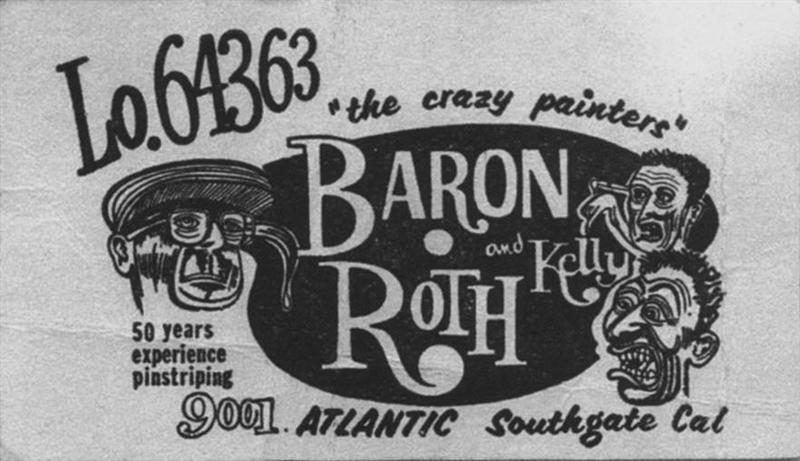 Lo.64363
"the crazy painters"
BARON
and Kelly
ROTH
50 years
experience
pinstriping
9001. ATLANTIC Southgate Cal